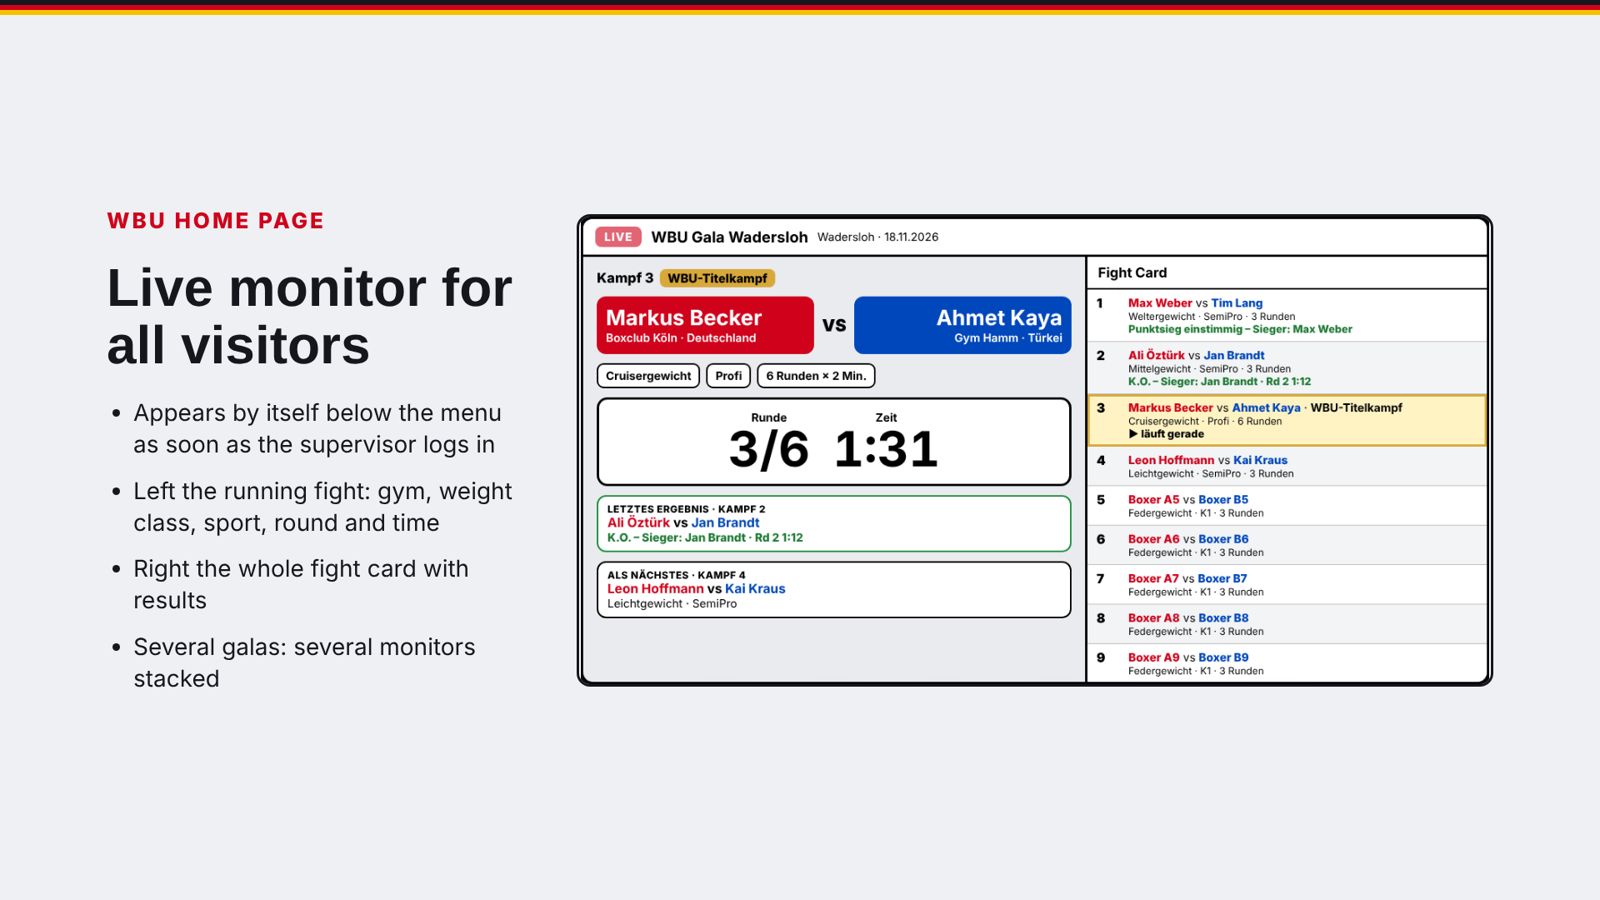 WBU HOME PAGE
Live monitor for
all visitors
• Appears by itself below the menu
as soon as the supervisor logs in
• Left the running fight: gym, weight
class, sport, round and time
• Right the whole fight card with
results
• Several galas: several monitors
stacked
LIVE WBU Gala Wadersloh Wadersloh · 18.11.2026
Kampf 3 WBU-Titelkampf
Markus Becker
Boxclub Köln · Deutschland
vs
Ahmet Kaya
Gym Hamm · Türkei
Cruisergewicht Profi 6 Runden × 2 Min.
Runde Zeit
3/6 1:31
LETZTES ERGEBNIS · KAMPF 2
Ali Öztürk vs Jan Brandt
K.O. – Sieger: Jan Brandt · Rd 2 1:12
ALS NÄCHSTES · KAMPF 4
Leon Hoffmann vs Kai Kraus
Leichtgewicht · SemiPro
Fight Card
1 Max Weber vs Tim Lang
Weltergewicht · SemiPro · 3 Runden
Punktsieg einstimmig – Sieger: Max Weber
2 Ali Öztürk vs Jan Brandt
Mittelgewicht · SemiPro · 3 Runden
K.O. – Sieger: Jan Brandt · Rd 2 1:12
3 Markus Becker vs Ahmet Kaya · WBU-Titelkampf
Cruisergewicht · Profi · 6 Runden
▶ läuft gerade
4 Leon Hoffmann vs Kai Kraus
Leichtgewicht · SemiPro · 3 Runden
5 Boxer A5 vs Boxer B5
Federgewicht · K1 · 3 Runden
6 Boxer A6 vs Boxer B6
Federgewicht · K1 · 3 Runden
7 Boxer A7 vs Boxer B7
Federgewicht · K1 · 3 Runden
8 Boxer A8 vs Boxer B8
Federgewicht · K1 · 3 Runden
9 Boxer A9 vs Boxer B9
Federgewicht · K1 · 3 Runden